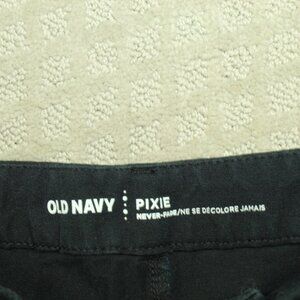 OLD NAVY
PIXIE
NEVER-FADE/NE SE DÉCOLORE JAMAIS